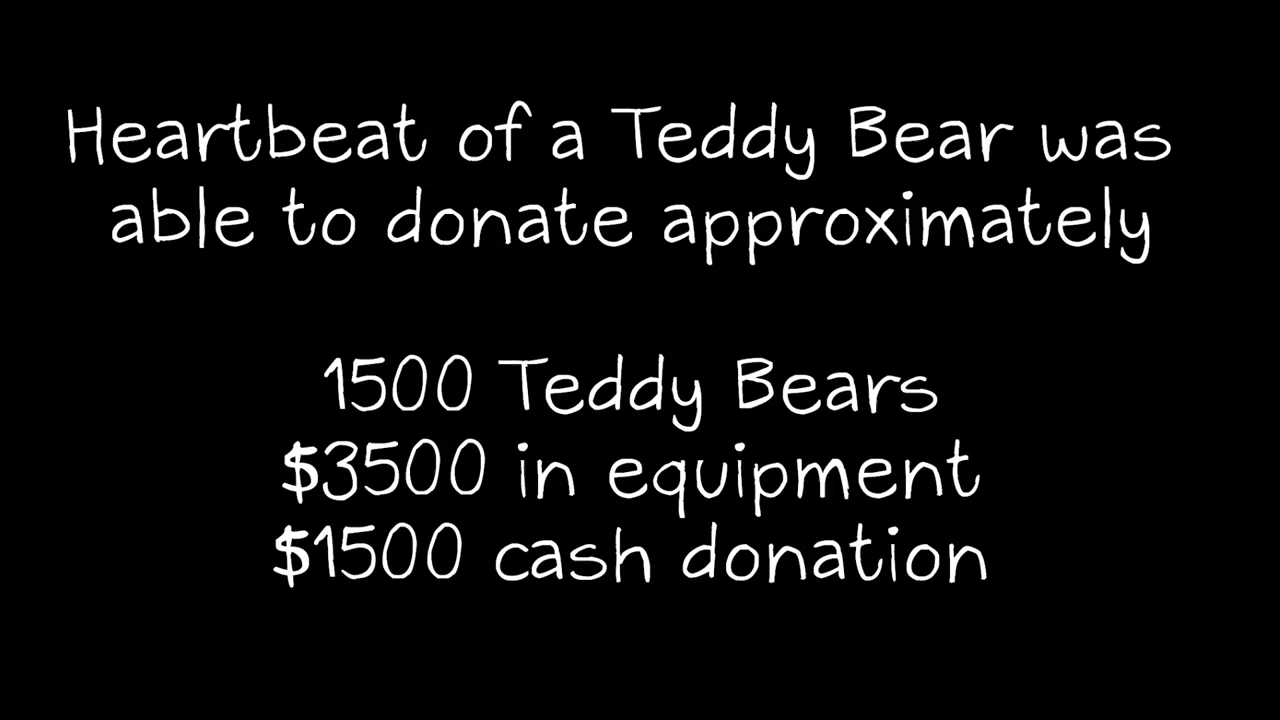 Heartbeat of a Teddy Bear was
able to donate approximately
1500 Teddy Bears
$3500 in equipment
$1500 cash donation